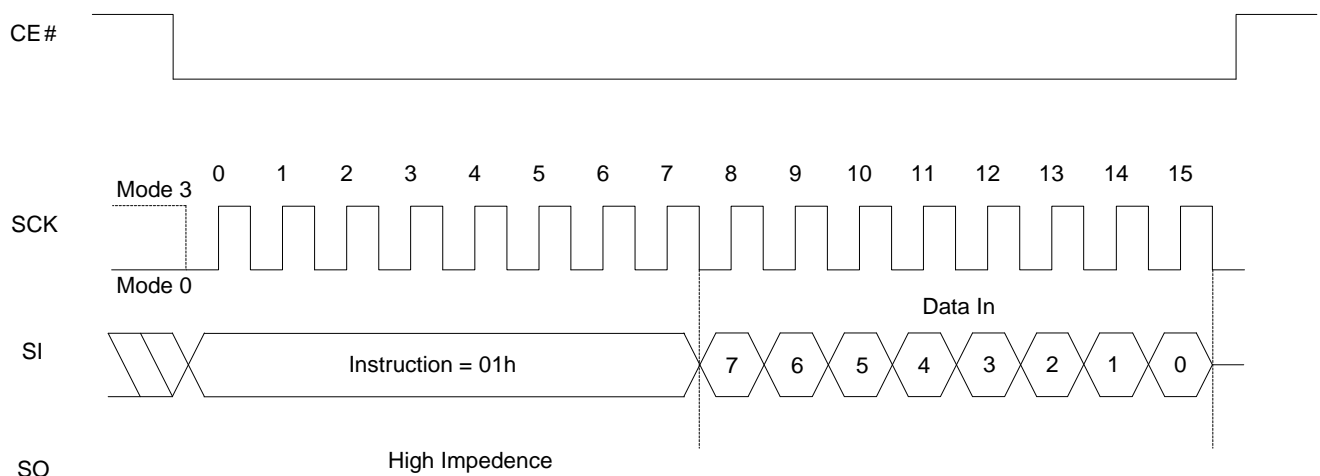 CE#
0 1 2 3 4 5 6 7 8 9 10 11 12 13 14 15
Mode 3
SCK
Mode 0
Data In
SI
Instruction = 01h
7 6 5 4 3 2 1 0
High Impedence
SO